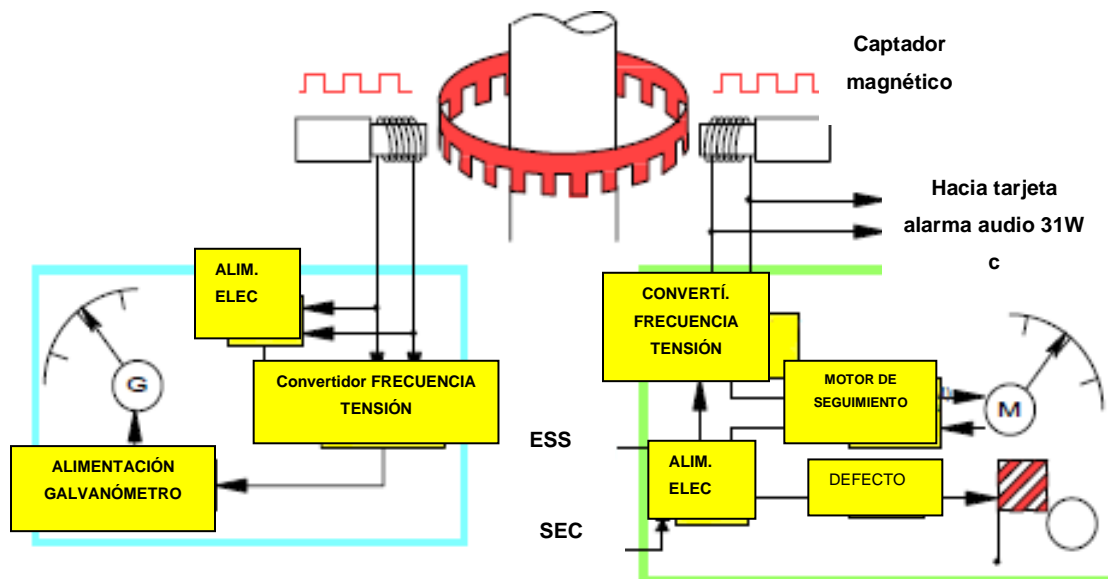 Captador
magnético
Hacia tarjeta
alarma audio 31W
c
ALIM.
ELEC
CONVERTÍ.
FRECUENCIA
TENSIÓN
Convertidor FRECUENCIA
TENSIÓN
MOTOR DE
SEGUIMIENTO
G
M
ESS
ALIMENTACIÓN
GALVANÓMETRO
ALIM.
ELEC
DEFECTO
SEC